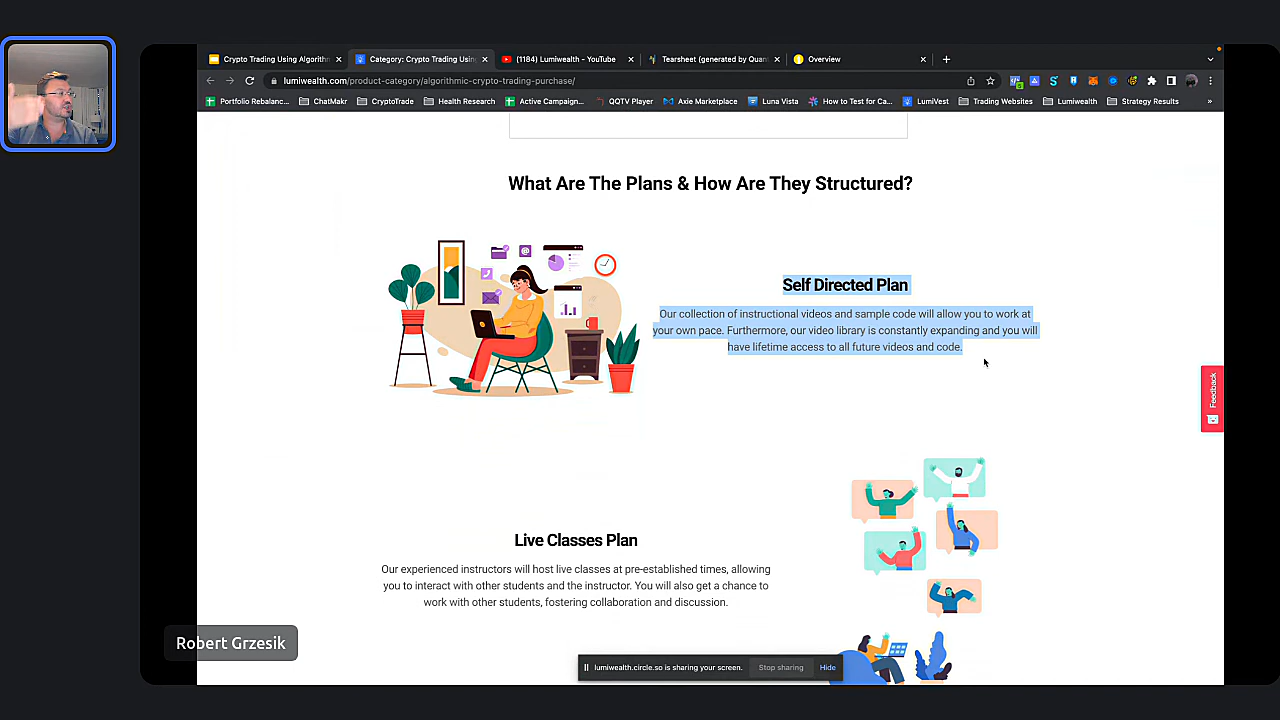 Crypto Trading Using Algorithm
Category: Crypto Trading Usin
(1184) Lumiwealth - YouTube
Tearsheet (generated by Quan
Overview
lumiwealth.com/product-category/algorithmic-crypto-trading-purchase/
Portfolio Rebalanc...
ChatMakr
CryptoTrade
Health Research
Active Campaign...
QQTV Player
Axie Marketplace
Luna Vista
How to Test for Ca...
LumiVest
Trading Websites
Lumiwealth
Strategy Results
»
What Are The Plans & How Are They Structured?
Self Directed Plan
Our collection of instructional videos and sample code will allow you to work at
your own pace. Furthermore, our video library is constantly expanding and you will
have lifetime access to all future videos and code.
Feedback
Live Classes Plan
Our experienced instructors will host live classes at pre-established times, allowing
you to interact with other students and the instructor. You will also get a chance to
work with other students, fostering collaboration and discussion.
Robert Grzesik
lumiwealth.circle.so is sharing your screen.
Stop sharing
Hide